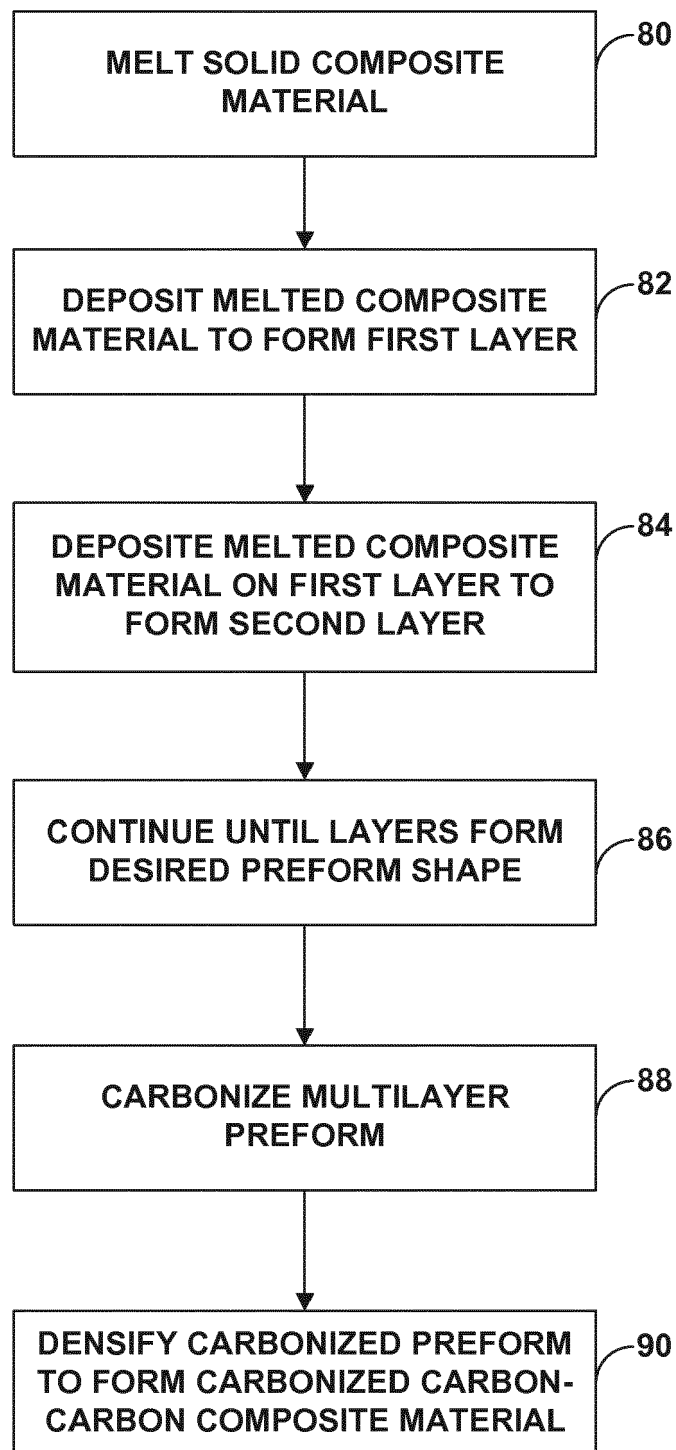 MELT SOLID COMPOSITE
MATERIAL
80
DEPOSIT MELTED COMPOSITE
MATERIAL TO FORM FIRST LAYER
82
DEPOSITE MELTED COMPOSITE
MATERIAL ON FIRST LAYER TO
FORM SECOND LAYER
84
CONTINUE UNTIL LAYERS FORM
DESIRED PREFORM SHAPE
86
CARBONIZE MULTILAYER
PREFORM
88
DENSIFY CARBONIZED PREFORM
TO FORM CARBONIZED CARBON-
CARBON COMPOSITE MATERIAL
90